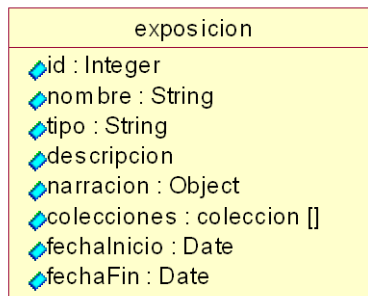 exposicion
id : Integer
nombre : String
tipo : String
descripcion
narracion : Object
colecciones : coleccion []
fechaInicio : Date
fechaFin : Date